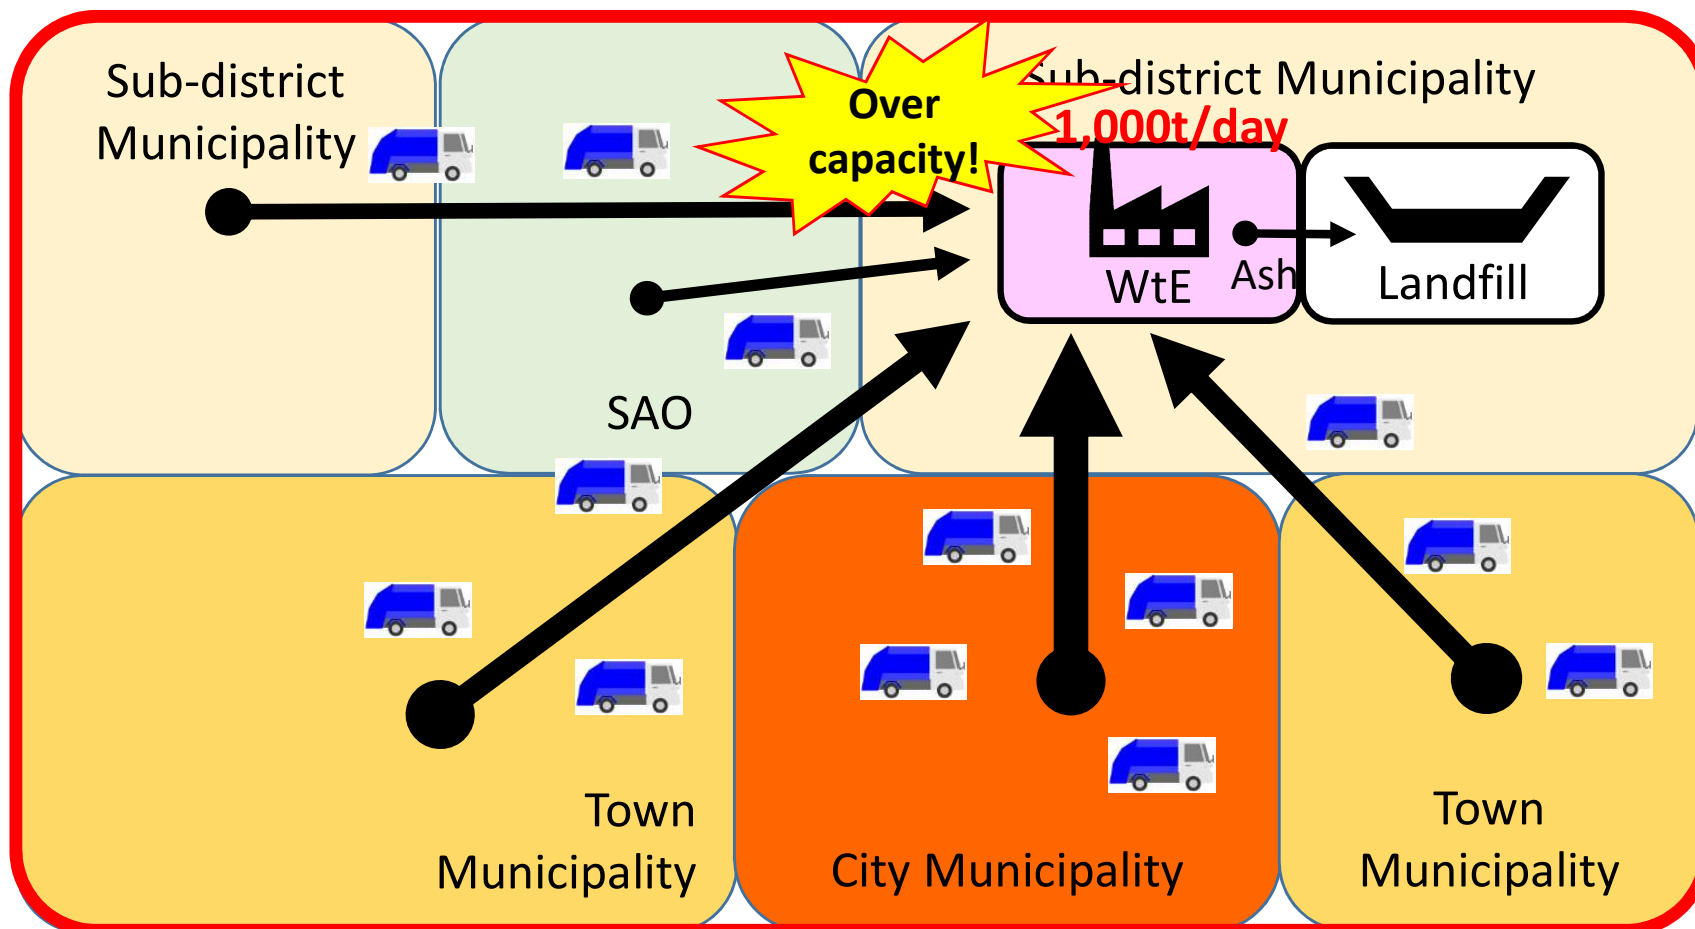 Sub-district
Municipality
Over
capacity!
Sub-district Municipality
1,000t/day
WtE
Ash
Landfill
SAO
Town
Municipality
City Municipality
Town
Municipality